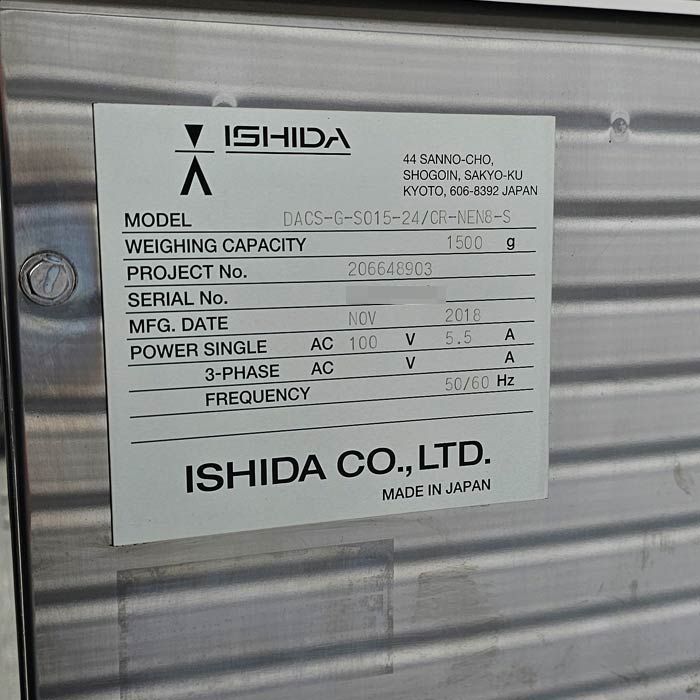 ISHIDA
44 SANNO-CHO,
SHOGOIN, SAKYO-KU
KYOTO, 606-8392 JAPAN
MODEL DACS-G-S015-24/CR-NEN8-S
WEIGHING CAPACITY 1500 g
PROJECT No. 206648903
SERIAL No.
MFG. DATE NOV 2018
POWER SINGLE AC 100 V 5.5 A
3-PHASE AC V A
FREQUENCY 50/60 Hz
ISHIDA CO.,LTD.
MADE IN JAPAN